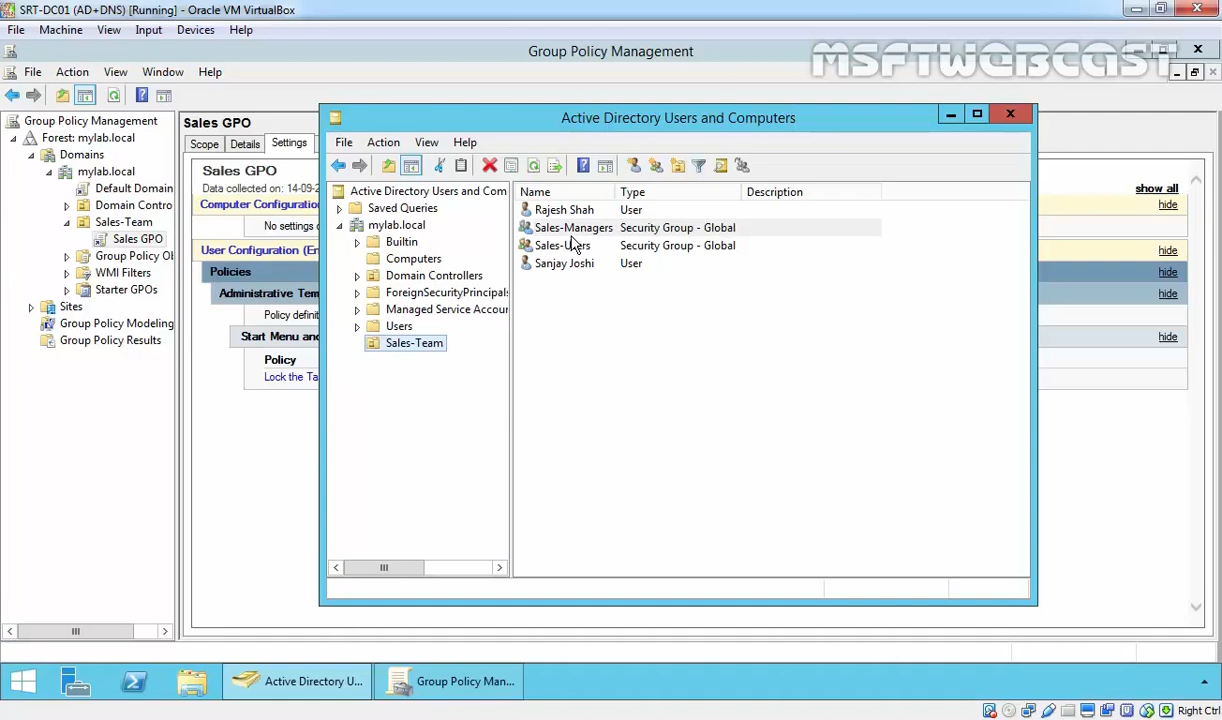 SRT-DC01 (AD+DNS) [Running] - Oracle VM VirtualBox
File Machine View Input Devices Help
Group Policy Management
MSFTWEBCAST
File Action View Window Help
Group Policy Management
Forest: mylab.local
Domains
mylab.local
Default Domain
Domain Contro
Sales-Team
Sales GPO
Group Policy Ob
WMI Filters
Starter GPOs
Sites
Group Policy Modeling
Group Policy Results
Sales GPO
Scope Details Settings
Sales GPO
Data collected on: 14-09-2
show all
Computer Configuration
hide
No settings
User Configuration (En
hide
Policies
hide
Administrative Tem
hide
Policy defini
Start Menu and
hide
Policy
Lock the Ta
Active Directory Users and Computers
File Action View Help
Active Directory Users and Com
Saved Queries
mylab.local
Builtin
Computers
Domain Controllers
ForeignSecurityPrincipals
Managed Service Accour
Users
Sales-Team
Name Type Description
Rajesh Shah User
Sales-Managers Security Group - Global
Sales-Users Security Group - Global
Sanjay Joshi User
Active Directory U...
Group Policy Man...
Right Ctrl